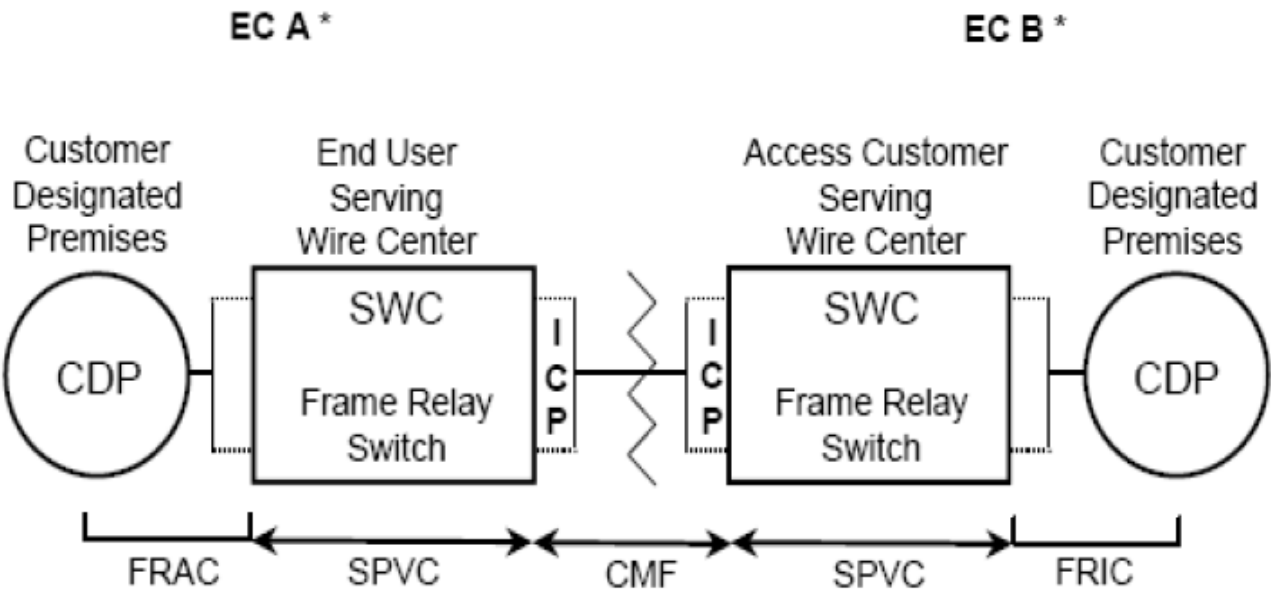 EC A *
EC B *
Customer
Designated
Premises
End User
Serving
Wire Center
Access Customer
Serving
Wire Center
Customer
Designated
Premises
CDP
SWC
Frame Relay
Switch
I
C
P
I
C
P
SWC
Frame Relay
Switch
CDP
FRAC
SPVC
CMF
SPVC
FRIC